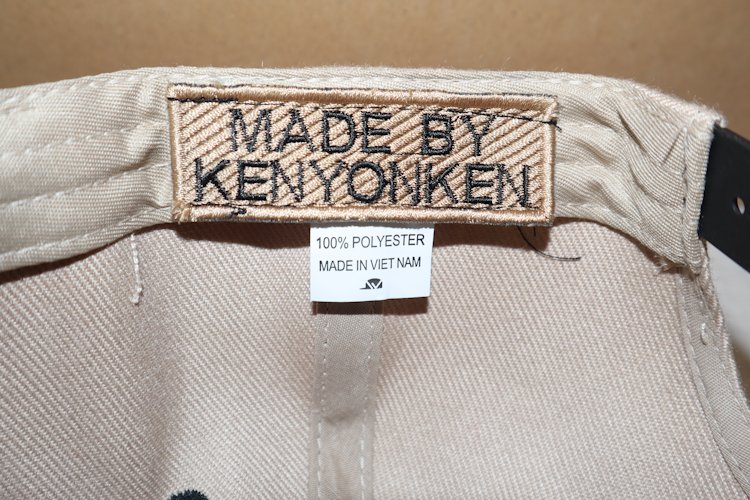 MADE BY
KENYONKEN
100% POLYESTER
MADE IN VIET NAM